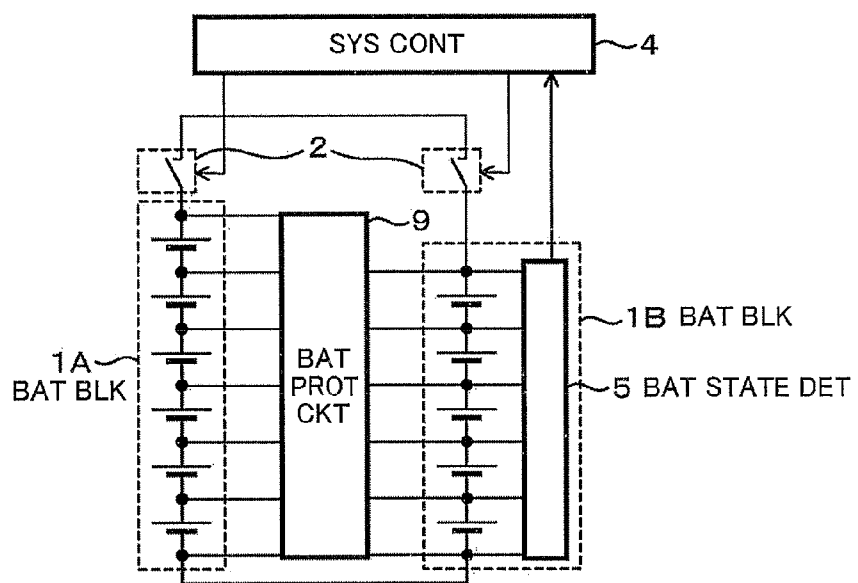 SYS CONT
4
2
9
1A
BAT BLK
BAT
PROT
CKT
1B BAT BLK
5 BAT STATE DET